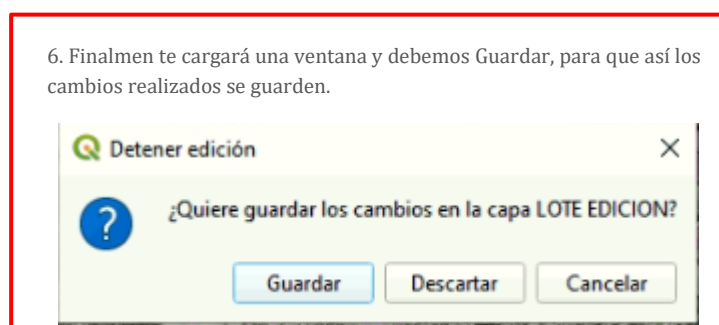 6. Finalmen te cargará una ventana y debemos Guardar, para que así los
cambios realizados se guarden.
Detener edición
¿Quiere guardar los cambios en la capa LOTE EDICION?
Guardar Descartar Cancelar